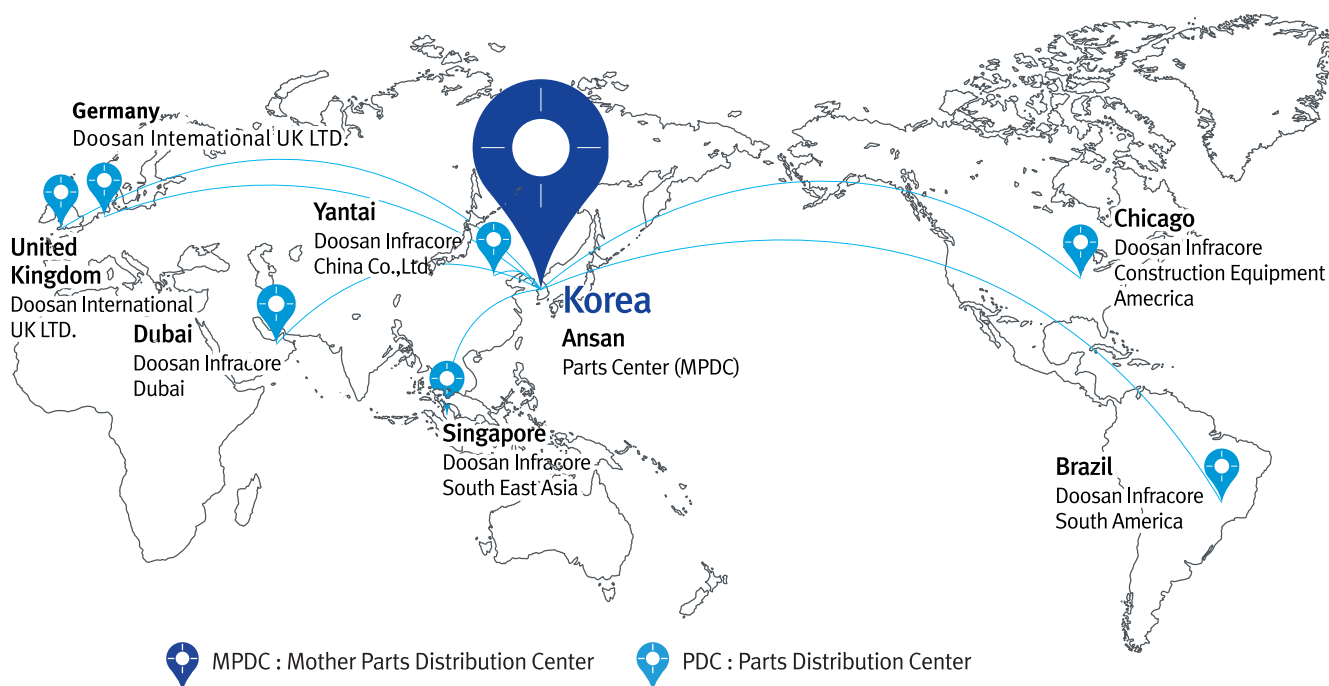 Germany
Doosan International UK LTD.
United
Kingdom
Doosan International
UK LTD.
Yantai
Doosan Infracore
China Co.,Ltd.
Dubai
Doosan Infracore
Dubai
Korea
Ansan
Parts Center (MPDC)
Singapore
Doosan Infracore
South East Asia
Chicago
Doosan Infracore
Construction Equipment
Amecrica
Brazil
Doosan Infracore
South America
MPDC : Mother Parts Distribution Center
PDC : Parts Distribution Center